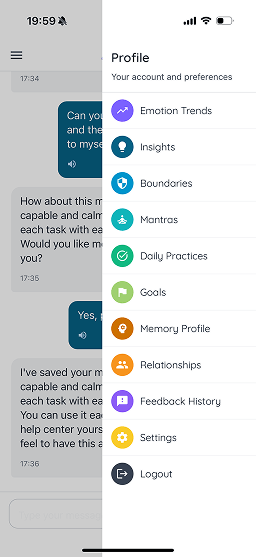 19:59
Profile
Your account and preferences
17:34
Emotion Trends
Can you
and the
to myse
Insights
Boundaries
How about this m
capable and calm
each task with ea
Would you like me
you?
Mantras
Daily Practices
17:35
Goals
Yes, p
Memory Profile
Relationships
I've saved your m
capable and calm
each task with ea
You can use it ea
help center yours
feel to have this a
Feedback History
Settings
17:36
Logout